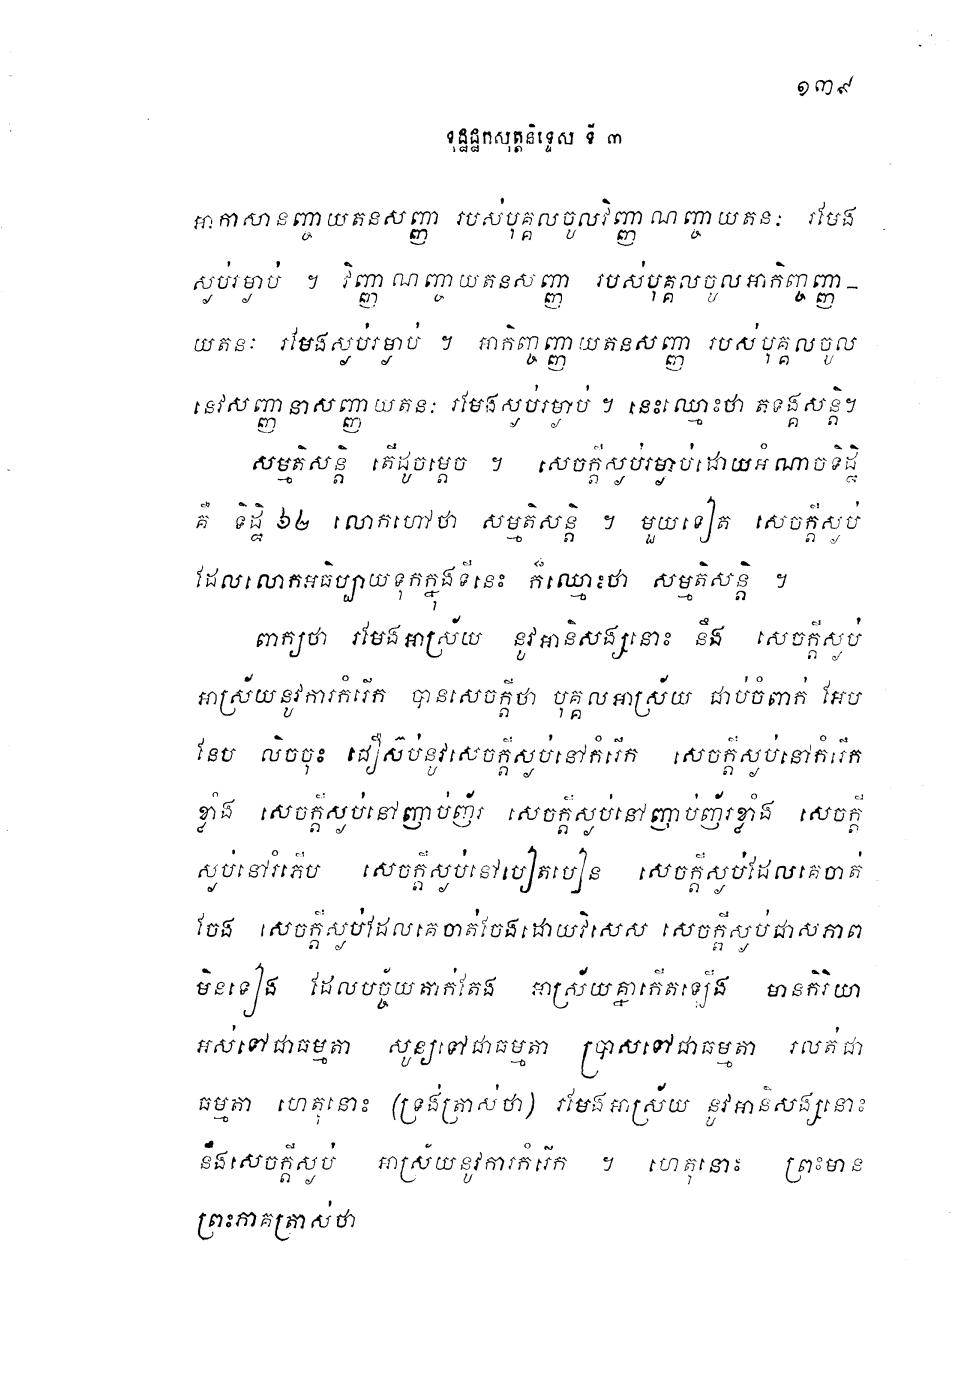 ១៣៩
ទុដ្ឋដ្ឋកសុត្តនិទ្ទេស ទី ៣
អាកាសានញ្ចាយតនសញ្ញា របស់បុគ្គលចូលវិញ្ញាណញ្ចាយតនៈ រមែង
ស្ងប់រម្ងាប់ ។ វិញ្ញាណញ្ចាយតនសញ្ញា របស់បុគ្គលចូលអាកិញ្ចញ្ញា-
យតនៈ រមែងស្ងប់រម្ងាប់ ។ អាកិញ្ចញ្ញាយតនសញ្ញា របស់បុគ្គលចូល
នេវសញ្ញានាសញ្ញាយតនៈ រមែងស្ងប់រម្ងាប់ ។ នេះឈ្មោះថា តទង្គសន្តិ។
សម្មតិសន្តិ តើដូចម្តេច ។ សេចក្តីស្ងប់រម្ងាប់ដោយអំណាចទិដ្ឋិ
គឺ ទិដ្ឋិ ៦២ លោកហៅថា សម្មតិសន្តិ ។ មួយទៀត សេចក្តីស្ងប់
ដែលលោកអធិប្បាយទុកក្នុងទីនេះ ក៏ឈ្មោះថា សម្មតិសន្តិ ។
ពាក្យថា រមែងអាស្រ័យ នូវអានិសង្សនោះ នឹង សេចក្តីស្ងប់
អាស្រ័យនូវការកំរើក បានសេចក្តីថា បុគ្គលអាស្រ័យ ជាប់ចំពាក់ អែប
នែប លិចចុះ ជឿស៊ប់នូវសេចក្តីស្ងប់នៅកំរើក សេចក្តីស្ងប់នៅកំរើក
ខ្លាំង សេចក្តីស្ងប់នៅញាប់ញ័រ សេចក្តីស្ងប់នៅញាប់ញ័រខ្លាំង សេចក្តី
ស្ងប់នៅរំភើប សេចក្តីស្ងប់នៅបៀតបៀន សេចក្តីស្ងប់ដែលគេចាត់
ចែង សេចក្តីស្ងប់ដែលគេចាត់ចែងដោយវិសេស សេចក្តីស្ងប់ជាសភាព
មិនទៀង ដែលបច្ច័យតាក់តែង អាស្រ័យគ្នាកើតឡើង មានកិរិយា
អស់ទៅជាធម្មតា សូន្យទៅជាធម្មតា ប្រាសទៅជាធម្មតា រលត់ជា
ធម្មតា ហេតុនោះ (ទ្រង់ត្រាស់ថា) រមែងអាស្រ័យ នូវអានិសង្សនោះ
នឹងសេចក្តីស្ងប់ អាស្រ័យនូវការកំរើក ។ ហេតុនោះ ព្រះមាន
ព្រះភាគត្រាស់ថា